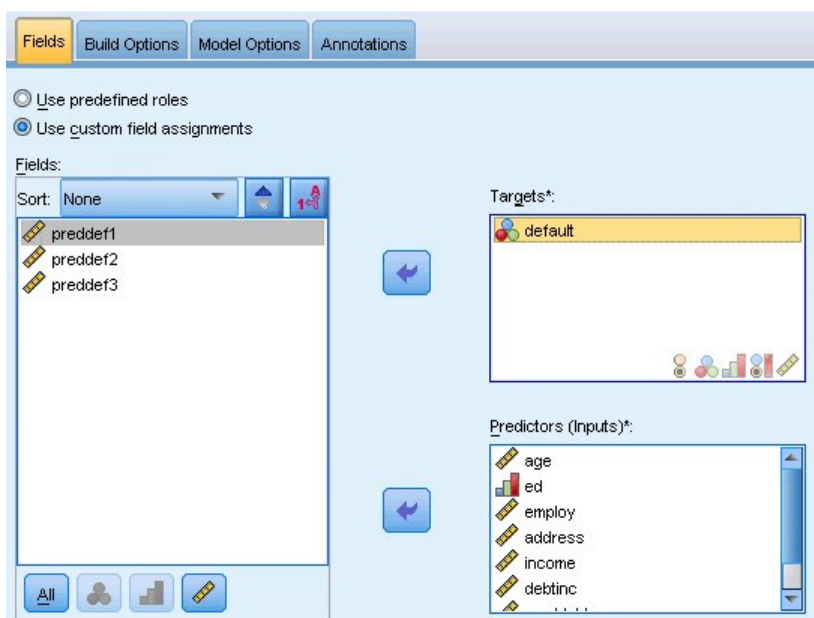 Fields Build Options Model Options Annotations
Use predefined roles
Use custom field assignments
Fields:
Sort: None
preddef1
preddef2
preddef3
All
Targets*:
default
Predictors (Inputs)*:
age
ed
employ
address
income
debtinc